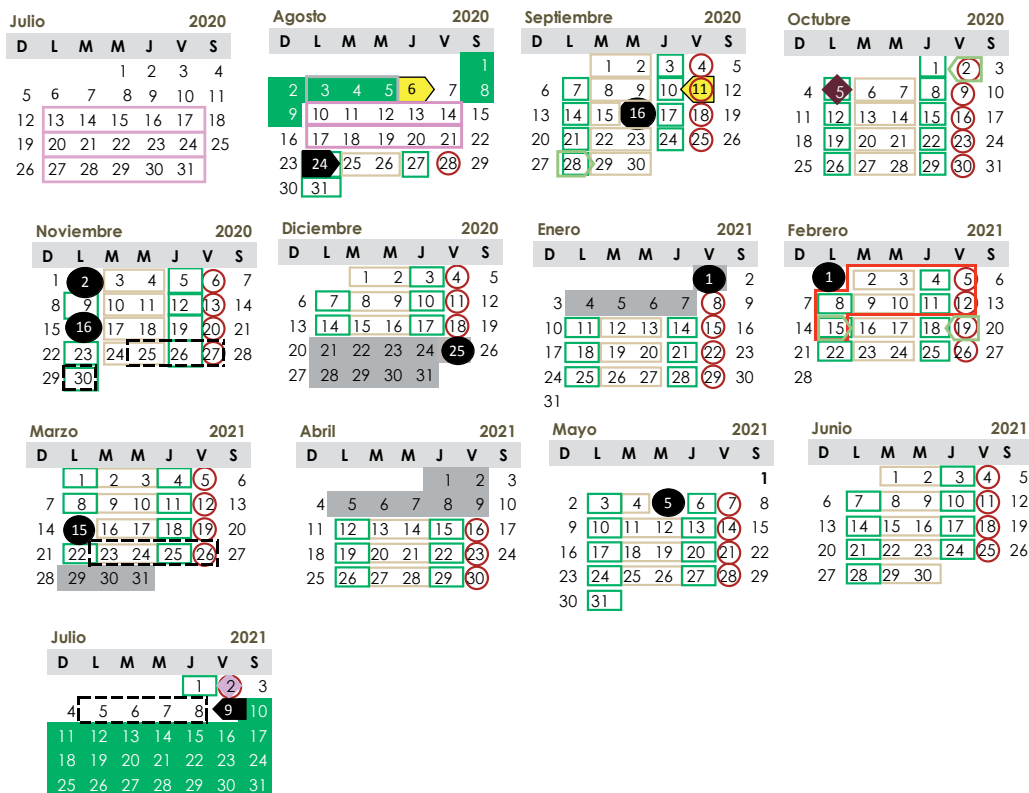 Julio 2020
D L M M J V S
1 2 3 4
5 6 7 8 9 10 11
12 13 14 15 16 17 18
19 20 21 22 23 24 25
26 27 28 29 30 31
Agosto 2020
D L M M J V S
1
2 3 4 5 6 7 8
9 10 11 12 13 14 15
16 17 18 19 20 21 22
23 24 25 26 27 28 29
30 31
Septiembre 2020
D L M M J V S
1 2 3 4 5
6 7 8 9 10 11 12
13 14 15 16 17 18 19
20 21 22 23 24 25 26
27 28 29 30
Octubre 2020
D L M M J V S
1 2 3
4 5 6 7 8 9 10
11 12 13 14 15 16 17
18 19 20 21 22 23 24
25 26 27 28 29 30 31
Noviembre 2020
D L M M J V S
1 2 3 4 5 6 7
8 9 10 11 12 13 14
15 16 17 18 19 20 21
22 23 24 25 26 27 28
29 30
Diciembre 2020
D L M M J V S
1 2 3 4 5
6 7 8 9 10 11 12
13 14 15 16 17 18 19
20 21 22 23 24 25 26
27 28 29 30 31
Enero 2021
D L M M J V S
1 2
3 4 5 6 7 8 9
10 11 12 13 14 15 16
17 18 19 20 21 22 23
24 25 26 27 28 29 30
31
Febrero 2021
D L M M J V S
1 2 3 4 5 6
7 8 9 10 11 12 13
14 15 16 17 18 19 20
21 22 23 24 25 26 27
28
Marzo 2021
D L M M J V S
1 2 3 4 5 6
7 8 9 10 11 12 13
14 15 16 17 18 19 20
21 22 23 24 25 26 27
28 29 30 31
Abril 2021
D L M M J V S
1 2 3
4 5 6 7 8 9 10
11 12 13 14 15 16 17
18 19 20 21 22 23 24
25 26 27 28 29 30
Mayo 2021
D L M M J V S
1
2 3 4 5 6 7 8
9 10 11 12 13 14 15
16 17 18 19 20 21 22
23 24 25 26 27 28 29
30 31
Junio 2021
D L M M J V S
1 2 3 4 5
6 7 8 9 10 11 12
13 14 15 16 17 18 19
20 21 22 23 24 25 26
27 28 29 30
Julio 2021
D L M M J V S
1 2 3
4 5 6 7 8 9 10
11 12 13 14 15 16 17
18 19 20 21 22 23 24
25 26 27 28 29 30 31